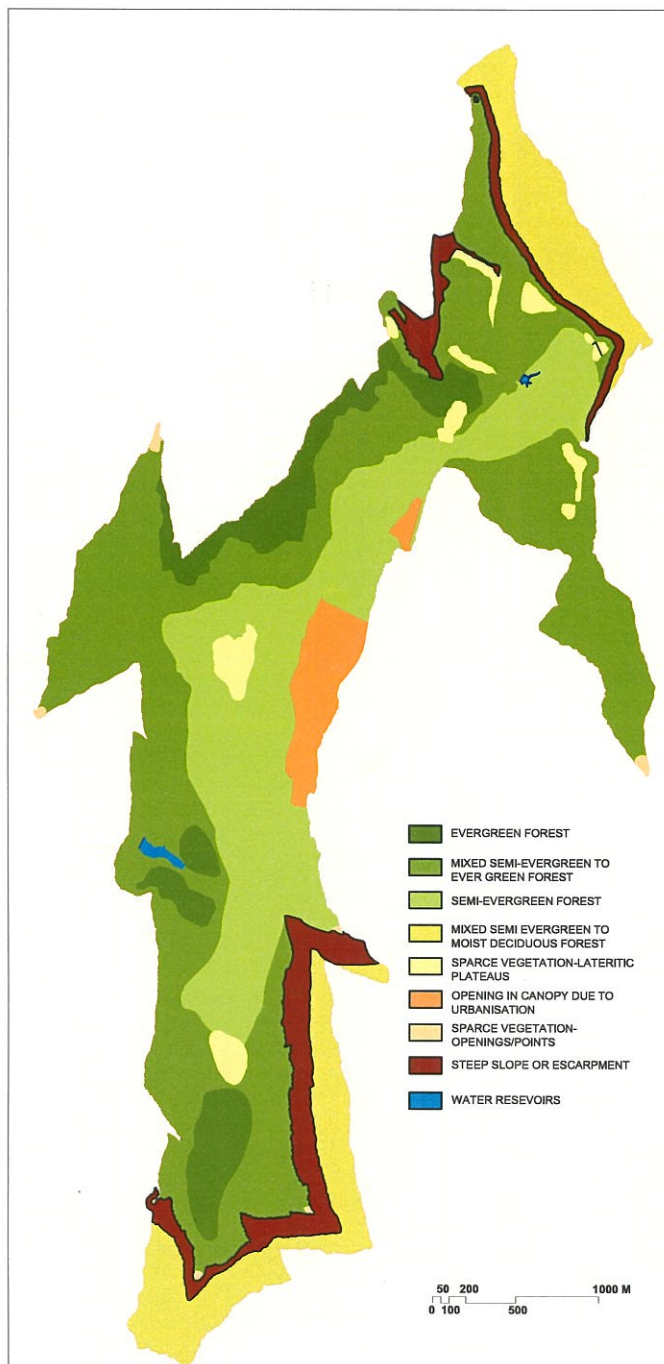 EVERGREEN FOREST
MIXED SEMI-EVERGREEN TO
EVER GREEN FOREST
SEMI-EVERGREEN FOREST
MIXED SEMI EVERGREEN TO
MOIST DECIDUOUS FOREST
SPARCE VEGETATION-LATERITIC
PLATEAUS
OPENING IN CANOPY DUE TO
URBANISATION
SPARCE VEGETATION-
OPENINGS/POINTS
STEEP SLOPE OR ESCARPMENT
WATER RESEVOIRS
50 200 1000 M
0 100 500